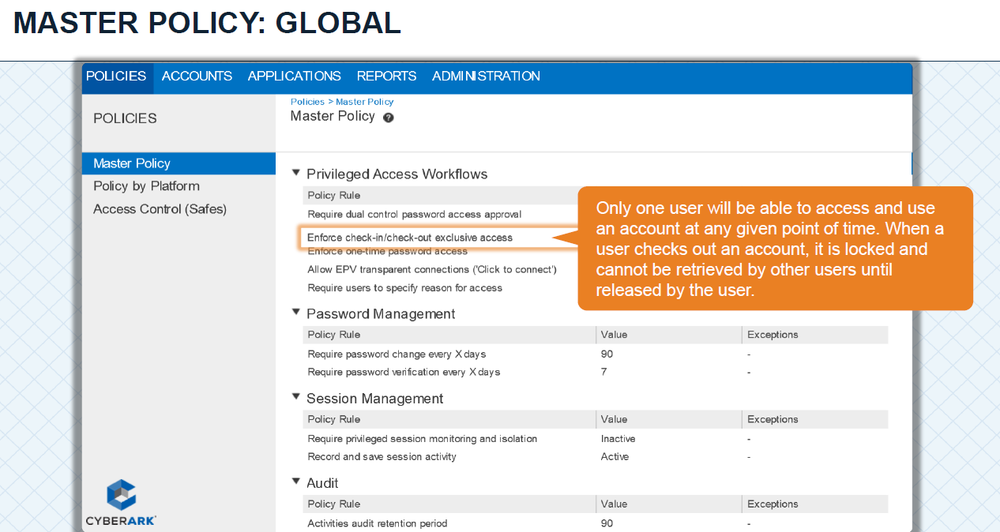 MASTER POLICY: GLOBAL
POLICIES ACCOUNTS APPLICATIONS REPORTS ADMINISTRATION
POLICIES
Policies > Master Policy
Master Policy ?
Master Policy
Policy by Platform
Access Control (Safes)
Privileged Access Workflows
Policy Rule
Require dual control password access approval
Enforce check-in/check-out exclusive access
Enforce one-time password access
Allow EPV transparent connections ('Click to connect')
Require users to specify reason for access
Only one user will be able to access and use
an account at any given point of time. When a
user checks out an account, it is locked and
cannot be retrieved by other users until
released by the user.
Password Management
Policy Rule Value Exceptions
Require password change every X days 90 -
Require password verification every X days 7 -
Session Management
Policy Rule Value Exceptions
Require privileged session monitoring and isolation Inactive -
Record and save session activity Active -
Audit
Policy Rule Value Exceptions
Activities audit retention period 90 -
CYBERARK